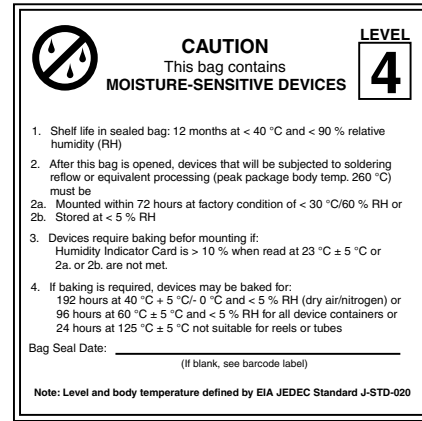 CAUTION
This bag contains
MOISTURE-SENSITIVE DEVICES
LEVEL
4
1. Shelf life in sealed bag: 12 months at < 40 °C and < 90 % relative
humidity (RH)
2. After this bag is opened, devices that will be subjected to soldering
reflow or equivalent processing (peak package body temp. 260 °C)
must be
2a. Mounted within 72 hours at factory condition of < 30 °C/60 % RH or
2b. Stored at < 5 % RH
3. Devices require baking befor mounting if:
Humidity Indicator Card is > 10 % when read at 23 °C ± 5 °C or
2a. or 2b. are not met.
4. If baking is required, devices may be baked for:
192 hours at 40 °C + 5 °C/- 0 °C and < 5 % RH (dry air/nitrogen) or
96 hours at 60 °C ± 5 °C and < 5 % RH for all device containers or
24 hours at 125 °C ± 5 °C not suitable for reels or tubes
Bag Seal Date:
(If blank, see barcode label)
Note: Level and body temperature defined by EIA JEDEC Standard J-STD-020